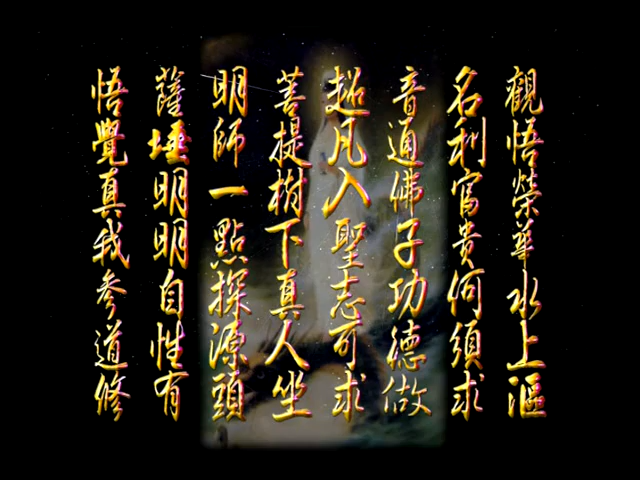 觀悟榮華水上漚
名利富貴何須求
音通佛子功德做
超凡入聖志可求
菩提樹下真人坐
明師一點探源頭
薩埵明明自性有
悟覺真我參道修